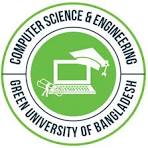 COMPUTER SCIENCE & ENGINEERING
GREEN UNIVERSITY OF BANGLADESH